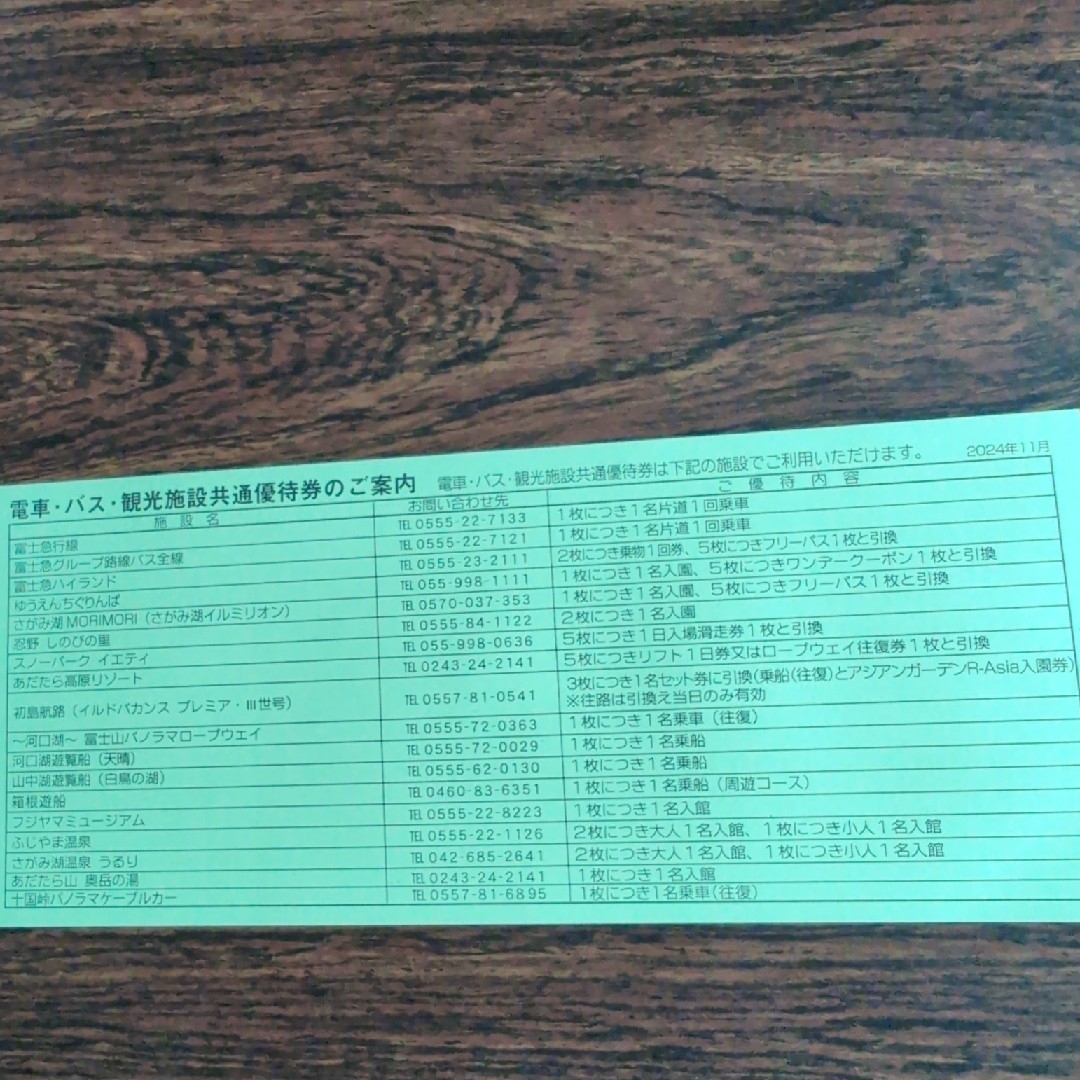 電車・バス・観光施設共通優待券のご案内 電車・バス・観光施設共通優待券は下記の施設でご利用いただけます。 2024年11月
施設名 お問い合わせ先 ご優待内容
富士急行線 TEL 0555-22-7133 1枚につき1名片道1回乗車
富士急グループ路線バス全線 TEL 0555-22-7121 1枚につき1名片道1回乗車
富士急ハイランド TEL 0555-23-2111 2枚につき乗物1回券、5枚につきフリーパス1枚と引換
ゆうえんちぐりんぱ TEL 055-998-1111 1枚につき1名入園、5枚につきワンデークーポン1枚と引換
さがみ湖MORIMORI（さがみ湖イルミリオン） TEL 0570-037-353 1枚につき1名入園、5枚につきフリーパス1枚と引換
忍野 しのびの里 TEL 0555-84-1122 2枚につき1名入園
スノーパーク イエティ TEL 055-998-0636 5枚につき1日入場滑走券1枚と引換
あだたら高原リゾート TEL 0243-24-2141 5枚につきリフト1日券又はロープウェイ往復券1枚と引換
初島航路（イルドバカンス プレミア・Ⅲ世号） TEL 0557-81-0541 3枚につき1名セット券に引換(乗船(往復)とアジアンガーデンR-Asia入園券)
※往路は引換え当日のみ有効
～河口湖～ 富士山パノラマロープウェイ TEL 0555-72-0363 1枚につき1名乗車（往復）
河口湖遊覧船（天晴） TEL 0555-72-0029 1枚につき1名乗船
山中湖遊覧船（白鳥の湖） TEL 0555-62-0130 1枚につき1名乗船
箱根遊船 TEL 0460-83-6351 1枚につき1名乗船（周遊コース）
フジヤマミュージアム TEL 0555-22-8223 1枚につき1名入館
ふじやま温泉 TEL 0555-22-1126 2枚につき大人1名入館、1枚につき小人1名入館
さがみ湖温泉 うるり TEL 042-685-2641 2枚につき大人1名入館、1枚につき小人1名入館
あだたら山 奥岳の湯 TEL 0243-24-2141 1枚につき1名入館
十国峠パノラマケーブルカー TEL 0557-81-6895 1枚につき1名乗車（往復）